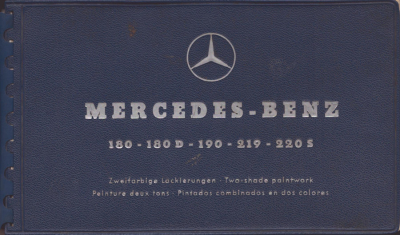 MERCEDES-BENZ
180 - 180 D - 190 - 219 - 220 S
Zweifarbige Lackierungen · Two-shade paintwork
Peinture deux tons · Pintados combinados en dos colores